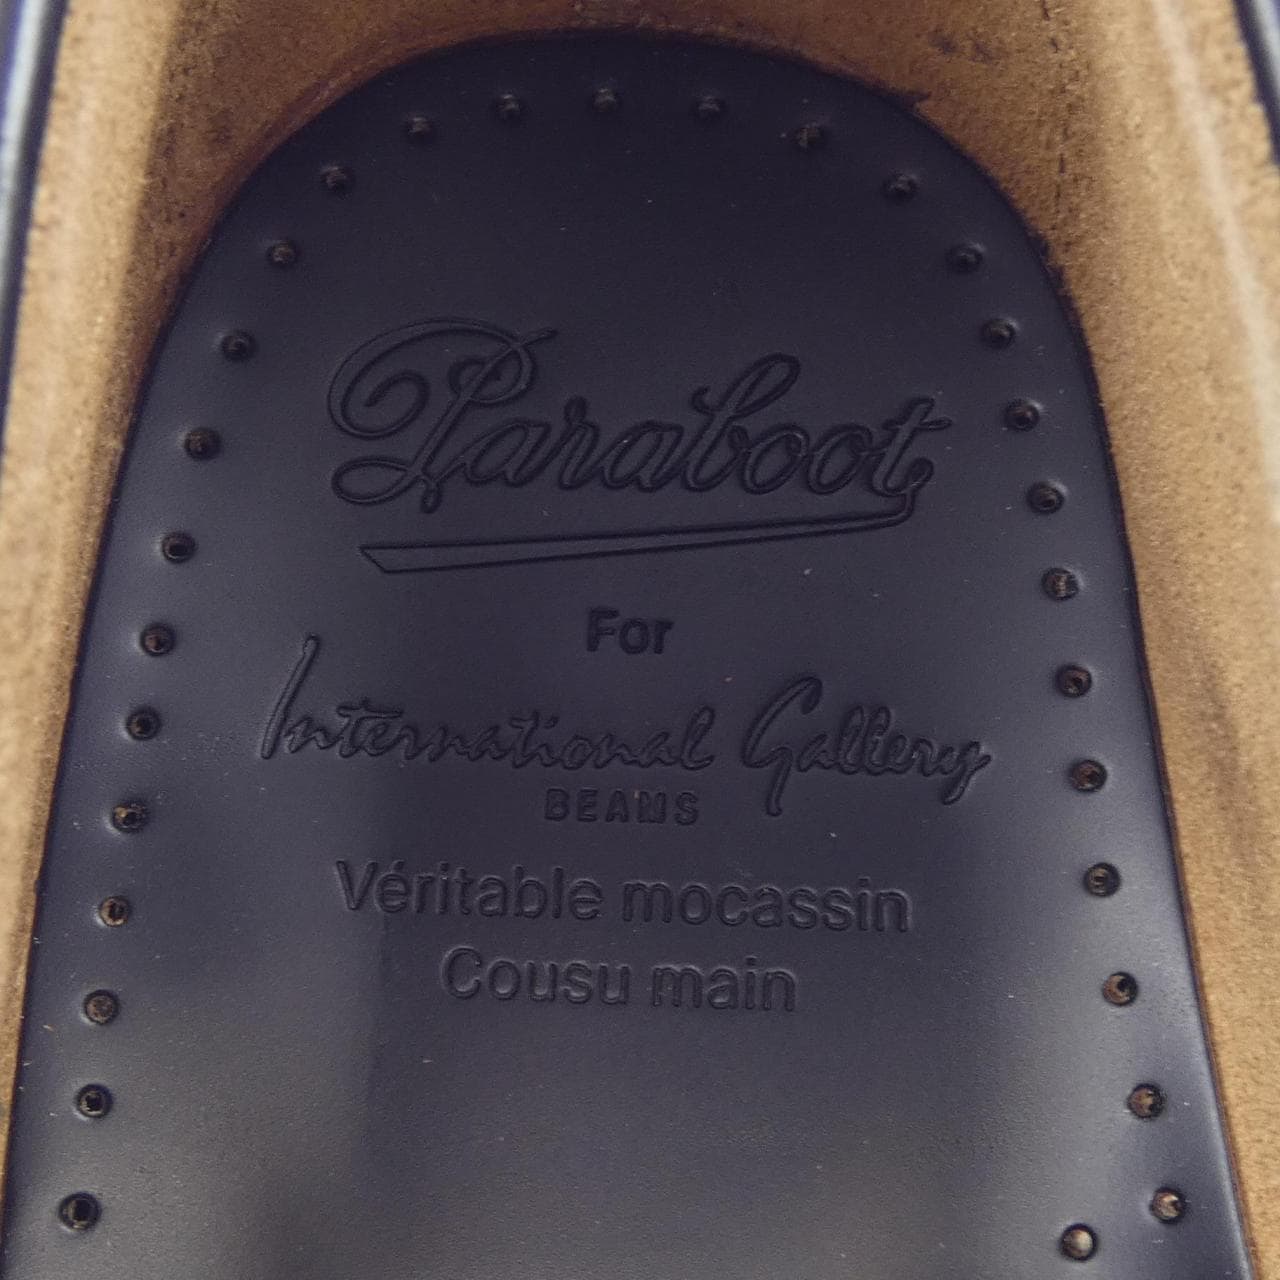 Paraboot
For
International Gallery
BEAMS
Véritable mocassin
Cousu main